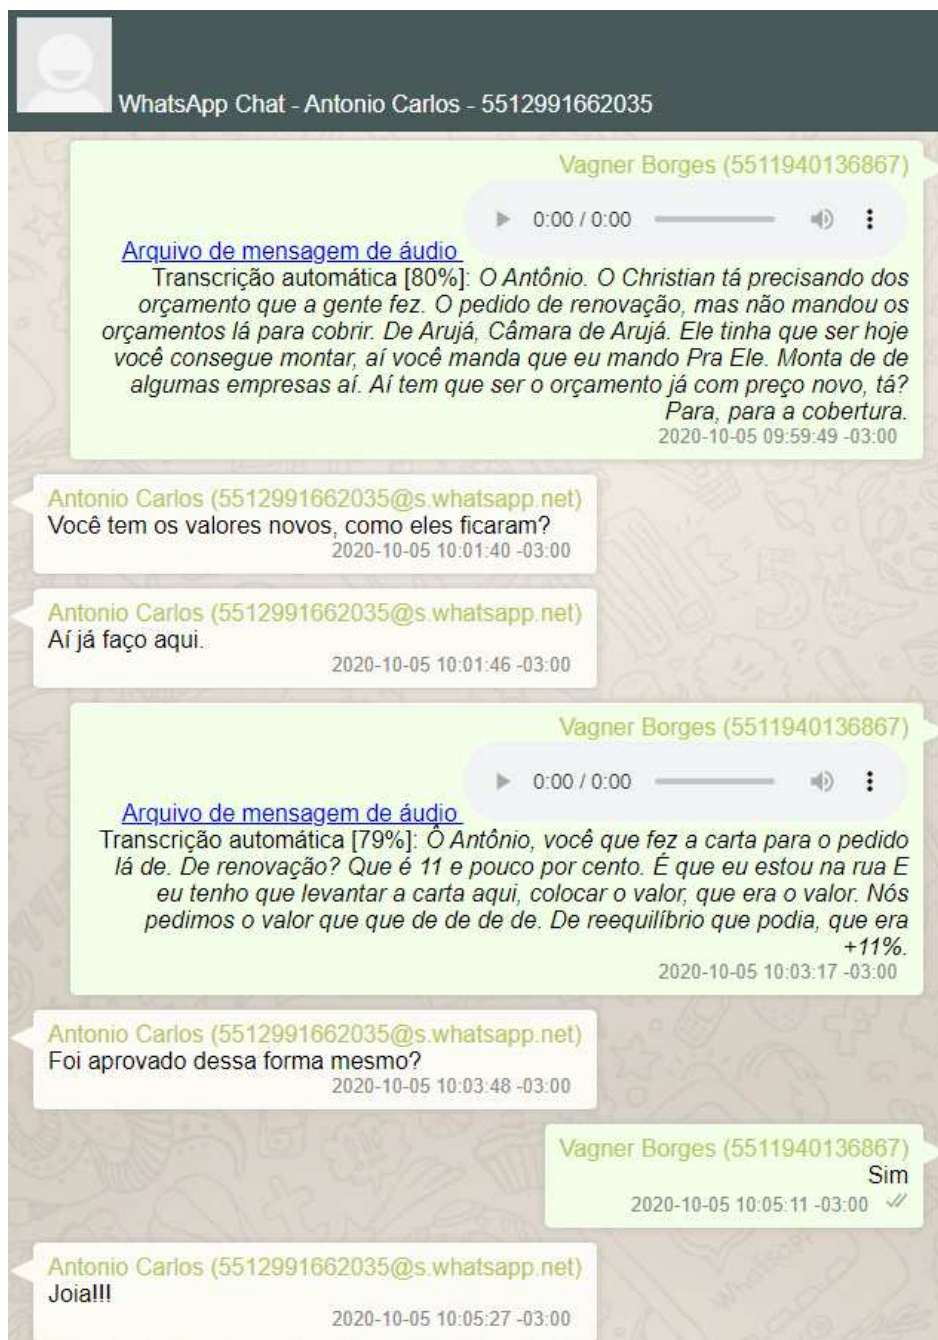 WhatsApp Chat - Antonio Carlos - 5512991662035
Vagner Borges (5511940136867)
0:00 / 0:00
Arquivo de mensagem de áudio
Transcrição automática [80%]: O Antônio. O Christian tá precisando dos
orçamento que a gente fez. O pedido de renovação, mas não mandou os
orçamentos lá para cobrir. De Arujá, Câmara de Arujá. Ele tinha que ser hoje
você consegue montar, aí você manda que eu mando Pra Ele. Monta de de
algumas empresas aí. Aí tem que ser o orçamento já com preço novo, tá?
Para, para a cobertura.
2020-10-05 09:59:49 -03:00
Antonio Carlos (5512991662035@s.whatsapp.net)
Você tem os valores novos, como eles ficaram?
2020-10-05 10:01:40 -03:00
Antonio Carlos (5512991662035@s.whatsapp.net)
Aí já faço aqui.
2020-10-05 10:01:46 -03:00
Vagner Borges (5511940136867)
0:00 / 0:00
Arquivo de mensagem de áudio
Transcrição automática [79%]: Ô Antônio, você que fez a carta para o pedido
lá de. De renovação? Que é 11 e pouco por cento. É que eu estou na rua E
eu tenho que levantar a carta aqui, colocar o valor, que era o valor. Nós
pedimos o valor que que de de de de. De reequilíbrio que podia, que era
+11%.
2020-10-05 10:03:17 -03:00
Antonio Carlos (5512991662035@s.whatsapp.net)
Foi aprovado dessa forma mesmo?
2020-10-05 10:03:48 -03:00
Vagner Borges (5511940136867)
Sim
2020-10-05 10:05:11 -03:00
Antonio Carlos (5512991662035@s.whatsapp.net)
Joia!!!
2020-10-05 10:05:27 -03:00